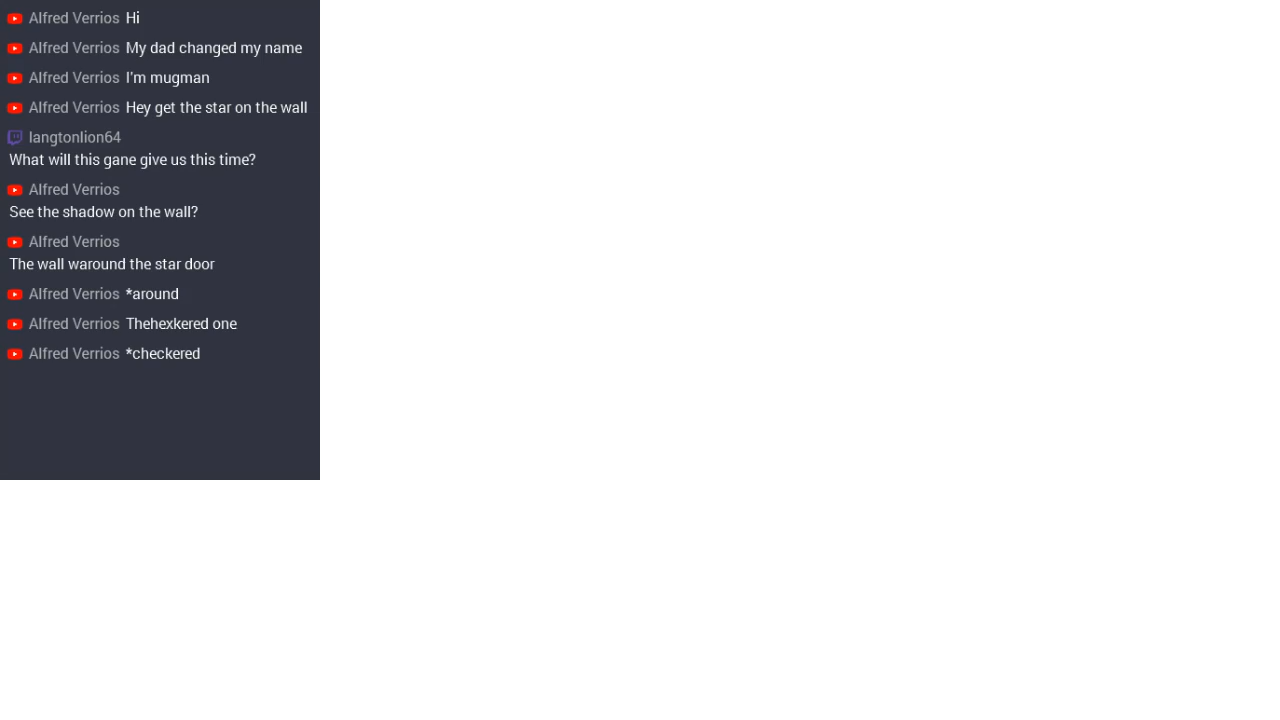 Alfred Verrios Hi
Alfred Verrios My dad changed my name
Alfred Verrios I'm mugman
Alfred Verrios Hey get the star on the wall
langtonlion64
What will this gane give us this time?
Alfred Verrios
See the shadow on the wall?
Alfred Verrios
The wall waround the star door
Alfred Verrios *around
Alfred Verrios Thehexkered one
Alfred Verrios *checkered